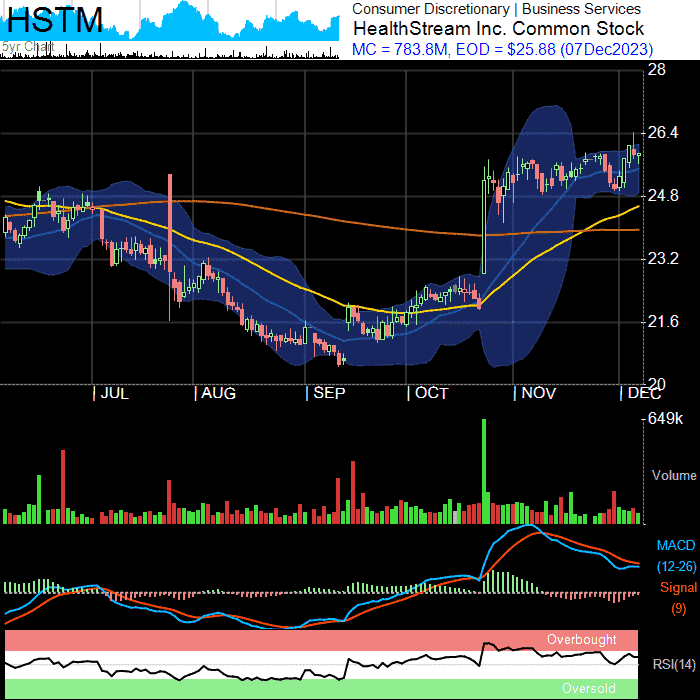 HSTM
5yr Chart
Consumer Discretionary | Business Services
HealthStream Inc. Common Stock
MC = 783.8M, EOD = $25.88 (07Dec2023)
28
26.4
24.8
23.2
21.6
20
| JUL
| AUG
| SEP
| OCT
| NOV
| DEC
649k
Volume
MACD
(12-26)
Signal
(9)
Overbought
RSI(14)
Oversold